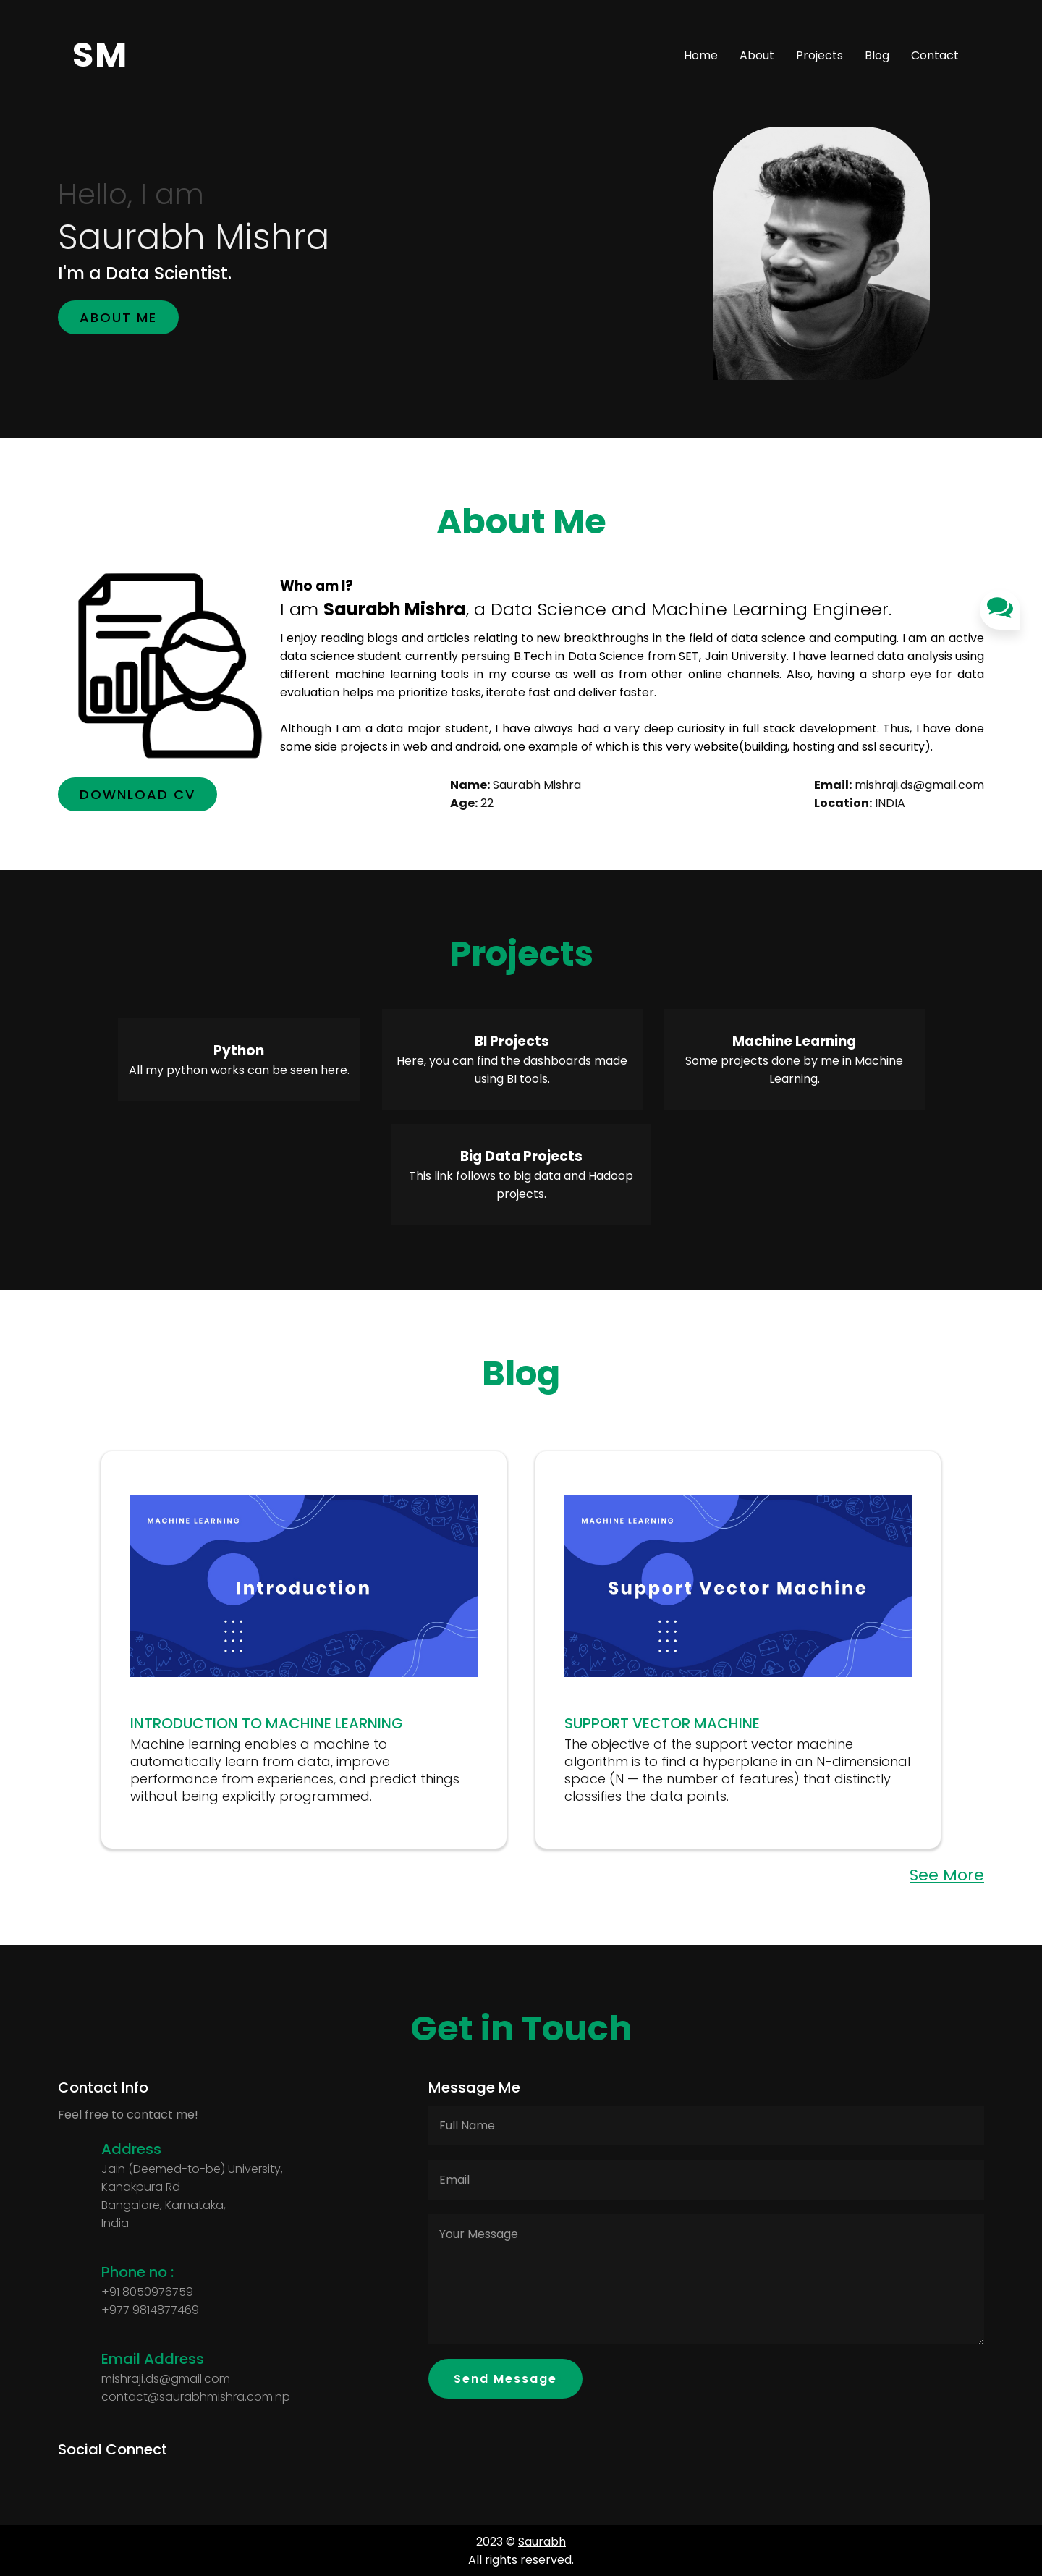 SM
Home About Projects Blog Contact
Hello, I am
Saurabh Mishra
I'm a Data Scientist.
ABOUT ME
About Me
Who am I?
I am Saurabh Mishra, a Data Science and Machine Learning Engineer.
I enjoy reading blogs and articles relating to new breakthroughs in the field of data science and computing. I am an active
data science student currently persuing B.Tech in Data Science from SET, Jain University. I have learned data analysis using
different machine learning tools in my course as well as from other online channels. Also, having a sharp eye for data
evaluation helps me prioritize tasks, iterate fast and deliver faster.
Although I am a data major student, I have always had a very deep curiosity in full stack development. Thus, I have done
some side projects in web and android, one example of which is this very website(building, hosting and ssl security).
DOWNLOAD CV
Name: Saurabh Mishra
Age: 22
Email: mishraji.ds@gmail.com
Location: INDIA
Projects
Python
All my python works can be seen here.
BI Projects
Here, you can find the dashboards made
using BI tools.
Machine Learning
Some projects done by me in Machine
Learning.
Big Data Projects
This link follows to big data and Hadoop
projects.
Blog
MACHINE LEARNING
Introduction
INTRODUCTION TO MACHINE LEARNING
Machine learning enables a machine to
automatically learn from data, improve
performance from experiences, and predict things
without being explicitly programmed.
MACHINE LEARNING
Support Vector Machine
SUPPORT VECTOR MACHINE
The objective of the support vector machine
algorithm is to find a hyperplane in an N-dimensional
space (N — the number of features) that distinctly
classifies the data points.
See More
Get in Touch
Contact Info
Feel free to contact me!
Address
Jain (Deemed-to-be) University,
Kanakpura Rd
Bangalore, Karnataka,
India
Phone no :
+91 8050976759
+977 9814877469
Email Address
mishraji.ds@gmail.com
contact@saurabhmishra.com.np
Social Connect
Message Me
Full Name
Email
Your Message
Send Message
2023 © Saurabh
All rights reserved.